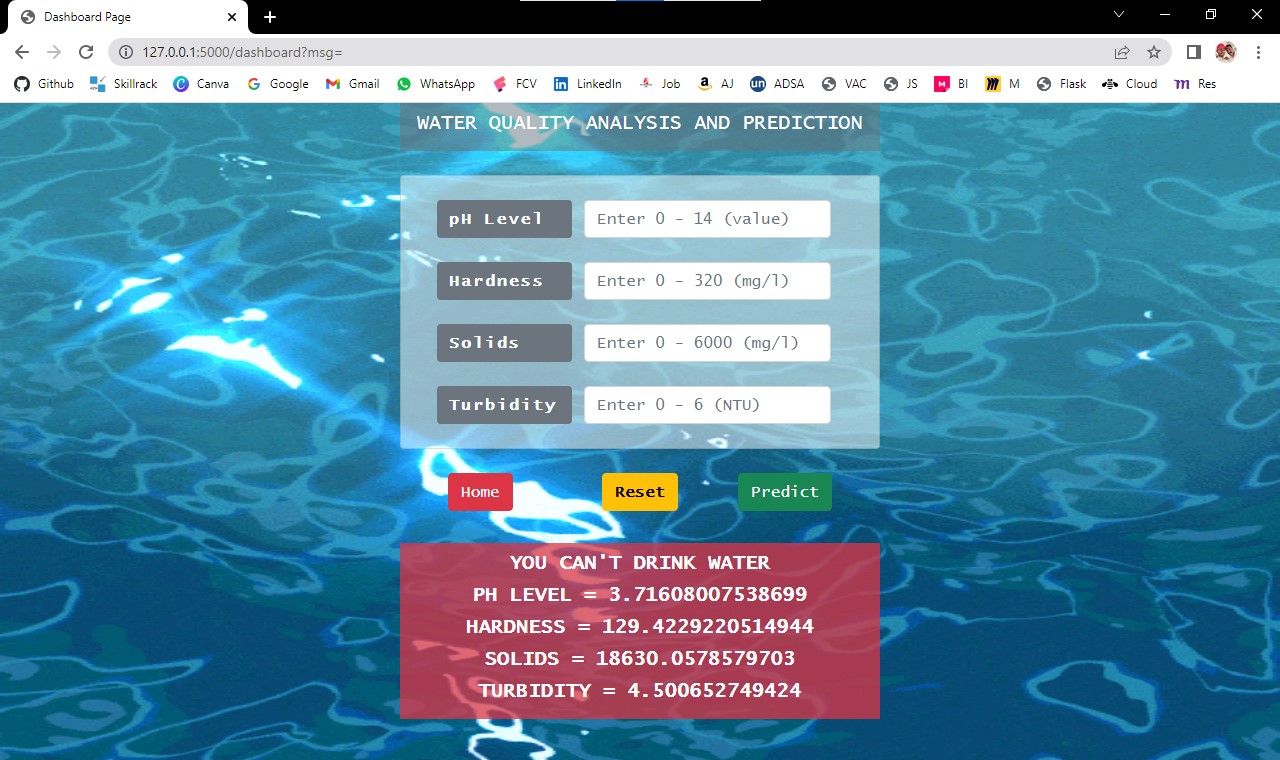 Dashboard Page
127.0.0.1:5000/dashboard?msg=
Github Skillrack Canva Google Gmail WhatsApp FCV LinkedIn Job AJ ADSA VAC JS BI M Flask Cloud Res
WATER QUALITY ANALYSIS AND PREDICTION
pH Level Enter 0 - 14 (value)
Hardness Enter 0 - 320 (mg/l)
Solids Enter 0 - 6000 (mg/l)
Turbidity Enter 0 - 6 (NTU)
Home Reset Predict
YOU CAN'T DRINK WATER
PH LEVEL = 3.71608007538699
HARDNESS = 129.4229220514944
SOLIDS = 18630.0578579703
TURBIDITY = 4.500652749424